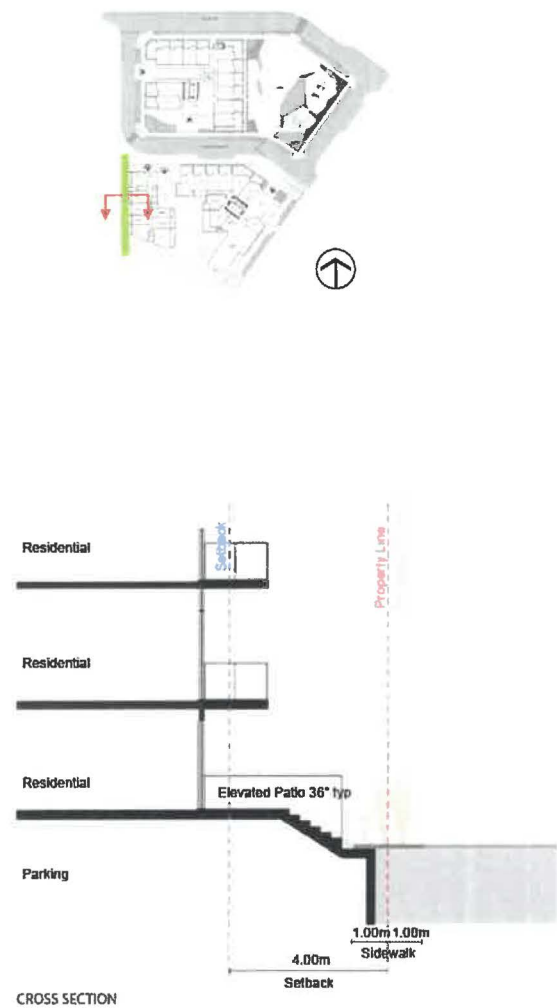 Residential
Setback
Property Line
Residential
Residential
Elevated Patio 36" typ
Parking
1.00m 1.00m
Sidewalk
4.00m
Setback
CROSS SECTION